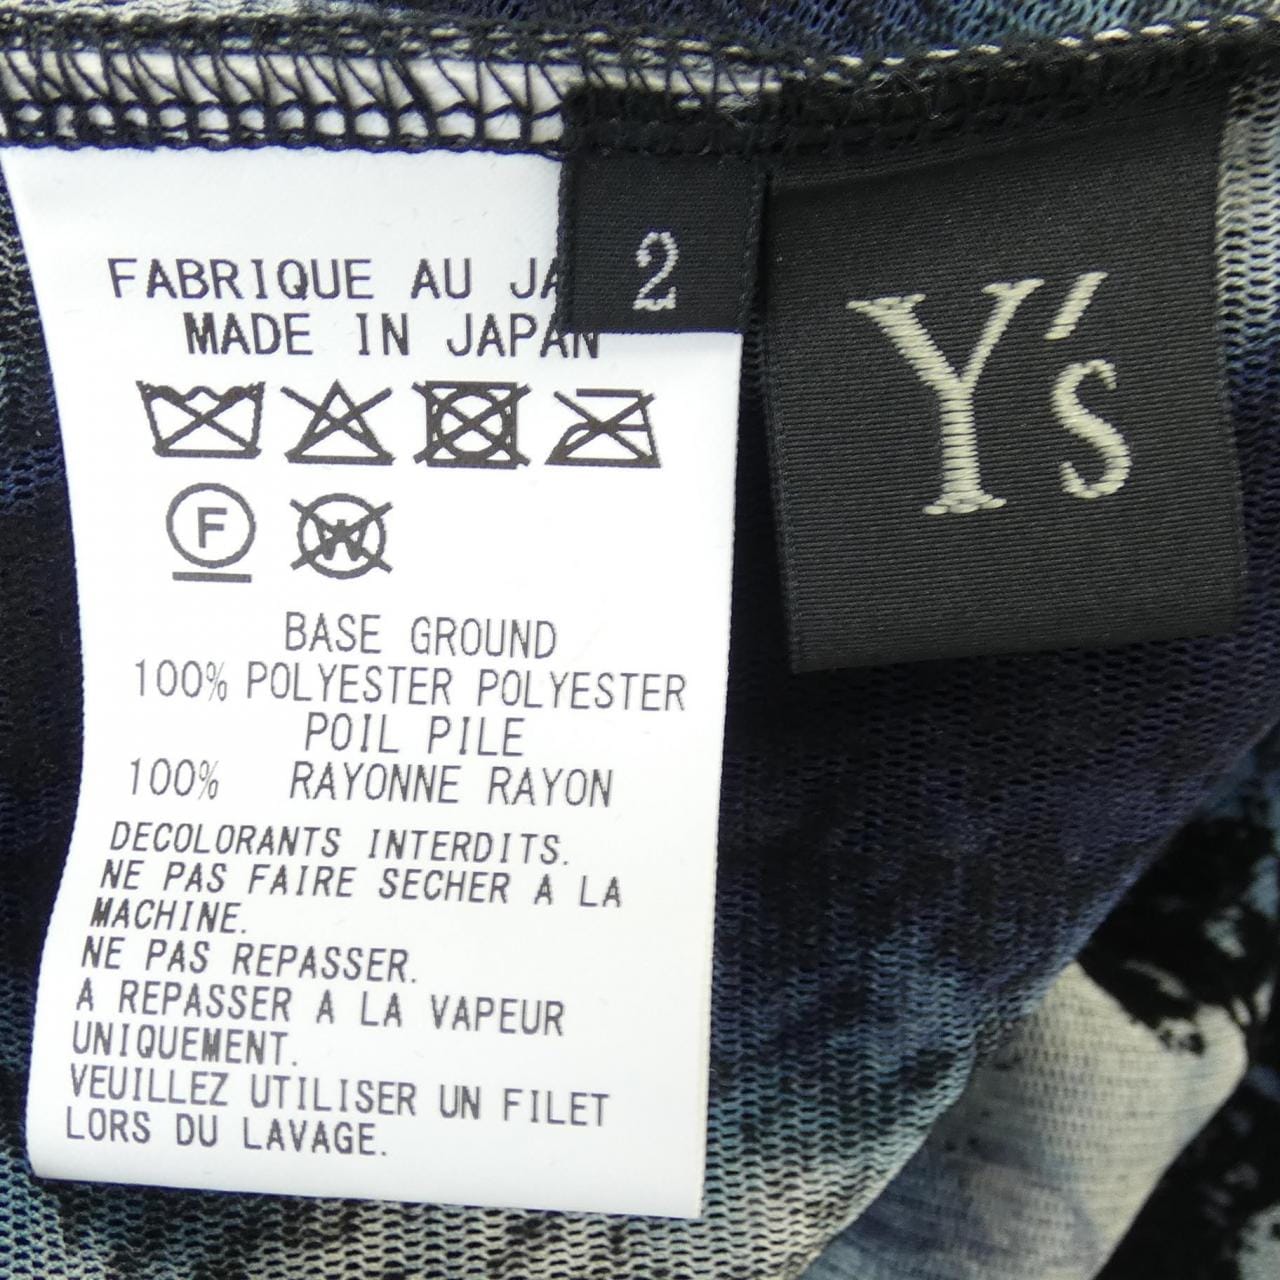 FABRIQUE AU
MADE IN JAPAN
F
W
BASE GROUND
100% POLYESTER POLYESTER
POIL PILE
100% RAYONNE RAYON
DECOLORANTS INTERDITS.
NE PAS FAIRE SECHER A LA
MACHINE.
NE PAS REPASSER.
A REPASSER A LA VAPEUR
UNIQUEMENT.
VEUILLEZ UTILISER UN FILET
LORS DU LAVAGE.
2
Y's